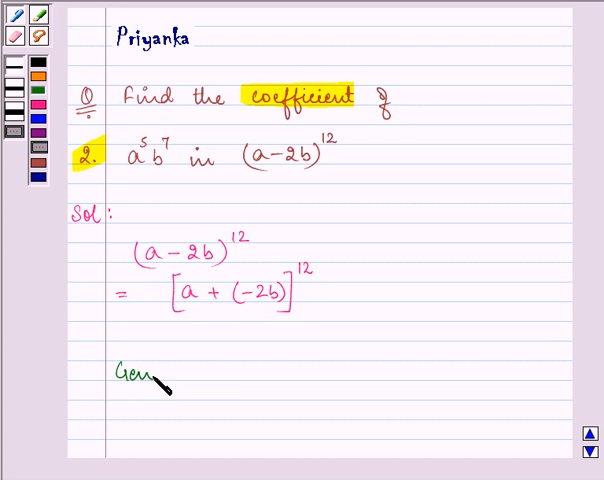 Priyanka
Q Find the coefficient of
2. a⁵b⁷ in (a-2b)¹²
Sol:
(a-2b)¹²
= [a + (-2b)]¹²
Gen